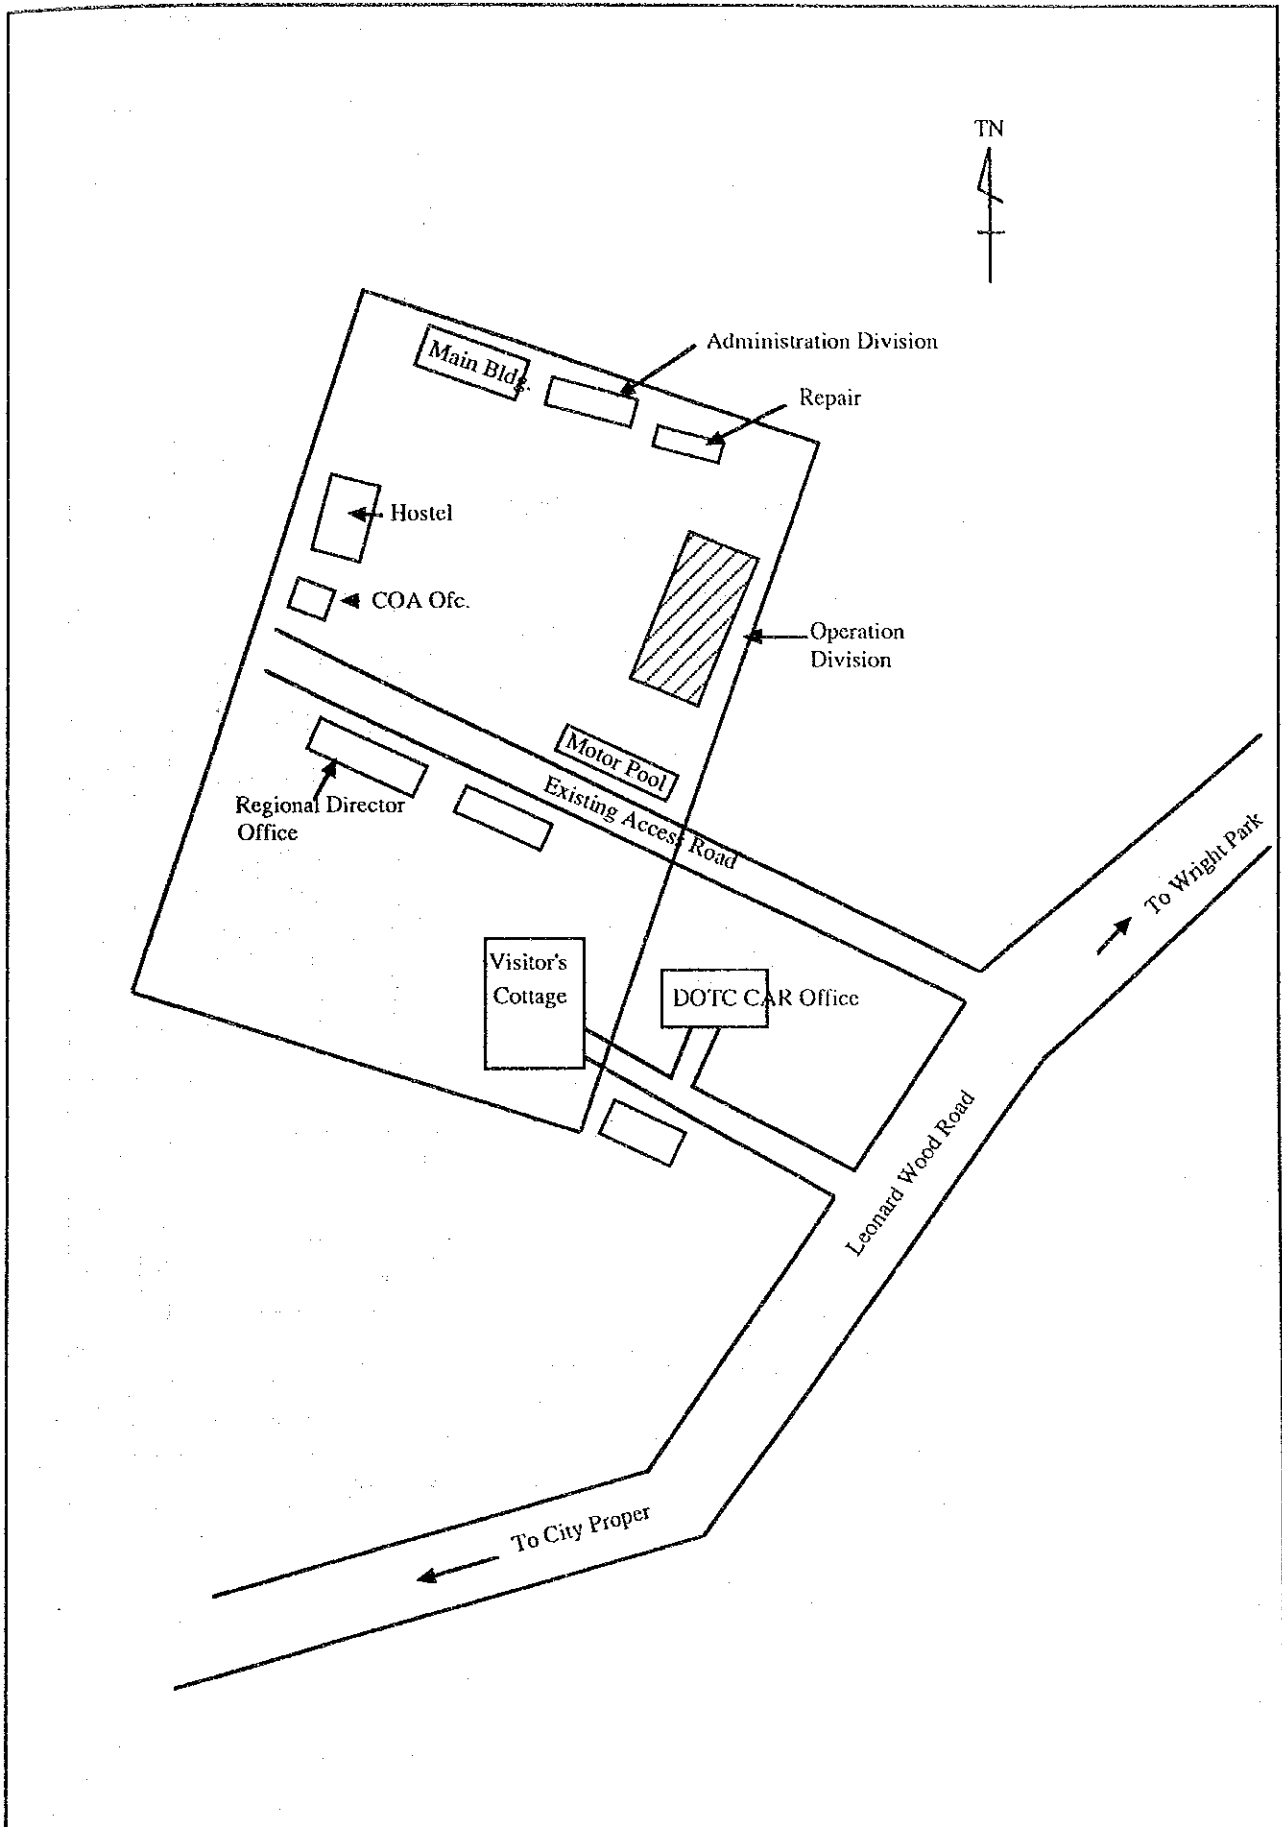 TN
Administration Division
Main Bldg.
Repair
Hostel
COA Ofc.
Operation
Division
Motor Pool
Existing Access Road
Regional Director
Office
To Wright Park
Visitor's
Cottage
DOTC CAR Office
Leonard Wood Road
To City Proper